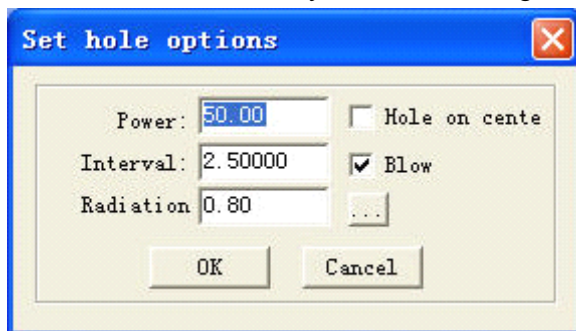 Set hole options
Power: 50.00 Hole on cente
Interval: 2.50000 Blow
Radiation 0.80 ...
OK Cancel